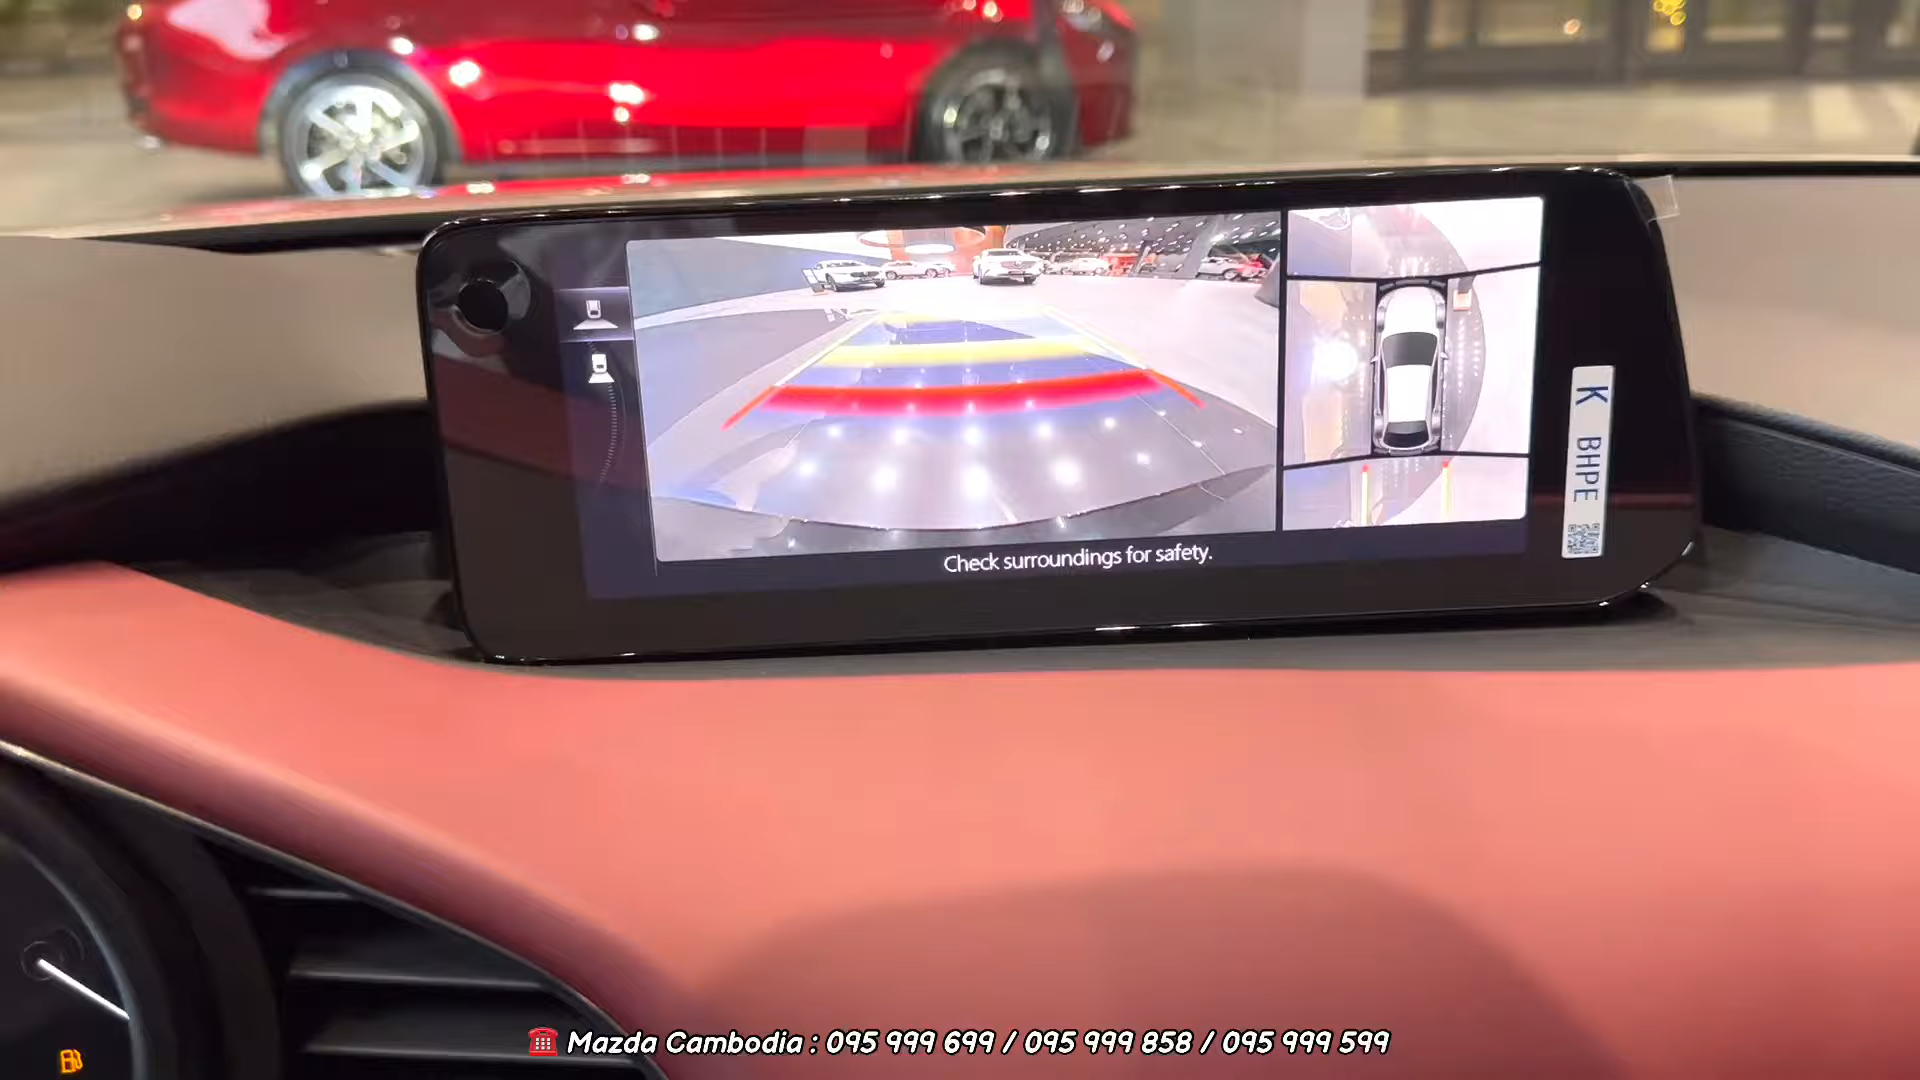 Check surroundings for safety.
K BHPE
☎ Mazda Cambodia : 095 999 699 / 095 999 858 / 095 999 599